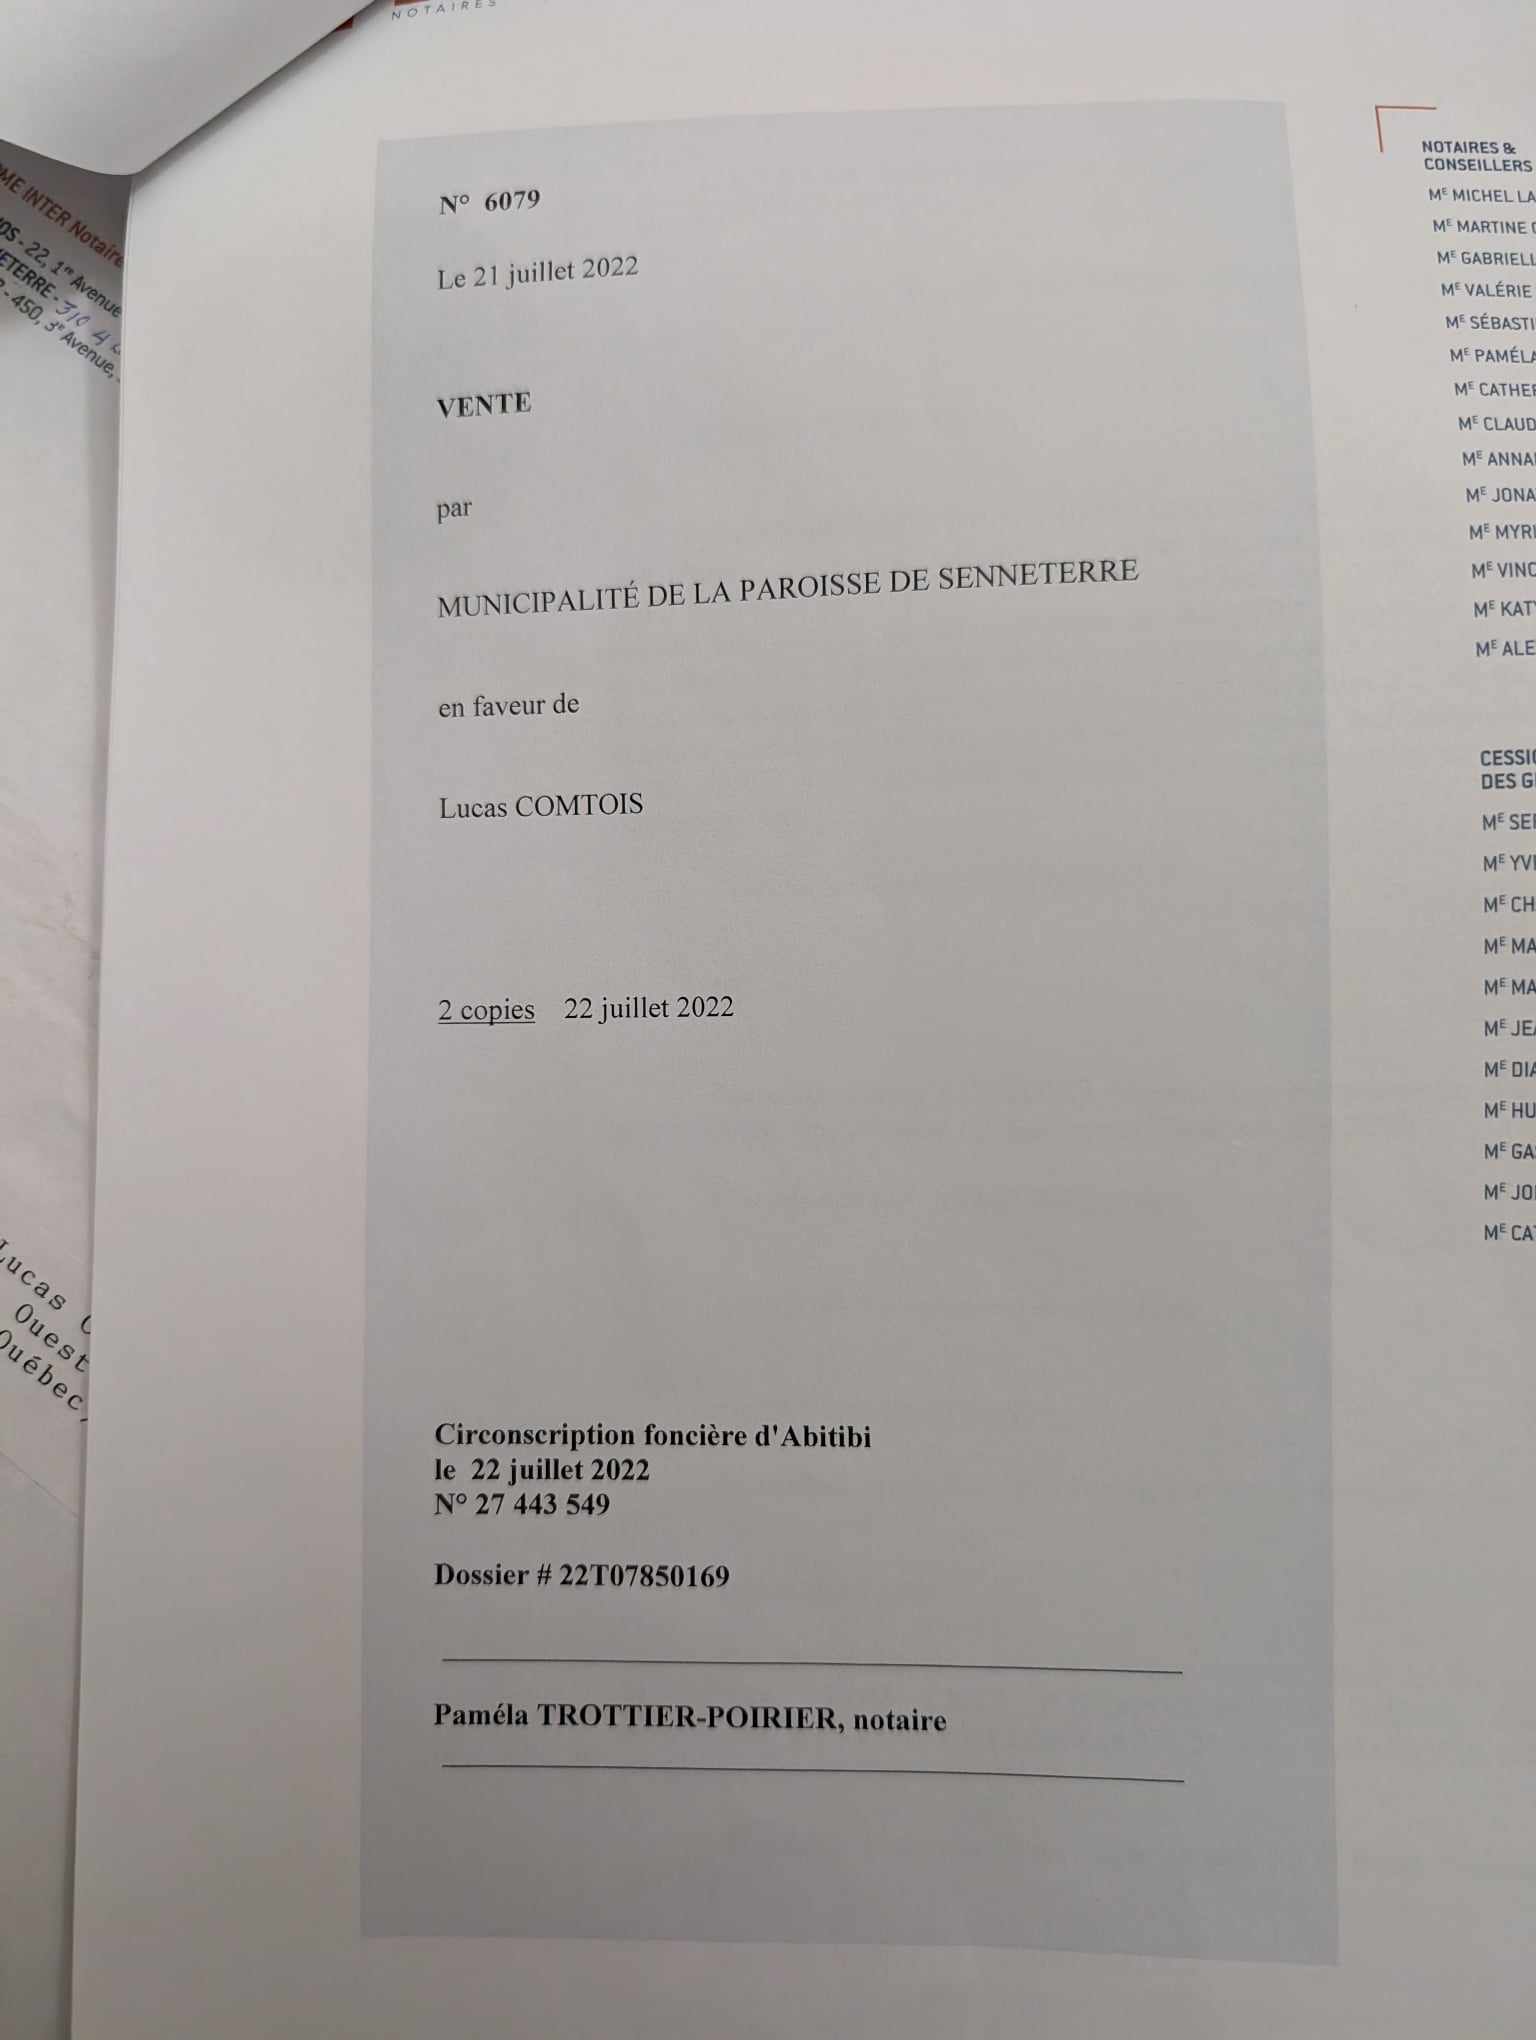 NOTAIRES
N° 6079
Le 21 juillet 2022
VENTE
par
MUNICIPALITÉ DE LA PAROISSE DE SENNETERRE
en faveur de
Lucas COMTOIS
2 copies 22 juillet 2022
Circonscription foncière d'Abitibi
le 22 juillet 2022
N° 27 443 549
Dossier # 22T07850169
Paméla TROTTIER-POIRIER, notaire
NOTAIRES &
CONSEILLERS
ME MICHEL LA
ME MARTINE
ME GABRIELL
ME VALÉRIE
ME SÉBASTI
ME PAMÉLA
ME CATHER
ME CLAUD
ME ANNA
ME JONA
ME MYRI
ME VINC
ME KATY
ME ALE
CESSIO
DES G
ME SE
ME YV
ME CH
ME MA
ME MA
ME JEA
ME DIA
ME HU
ME GA
ME JO
ME CA
ME INTER Notaire
OS - 22, 1re Avenue
ETERRE - 310 4
- 450, 3e Avenue,
Lucas C
Ouest
Québec,